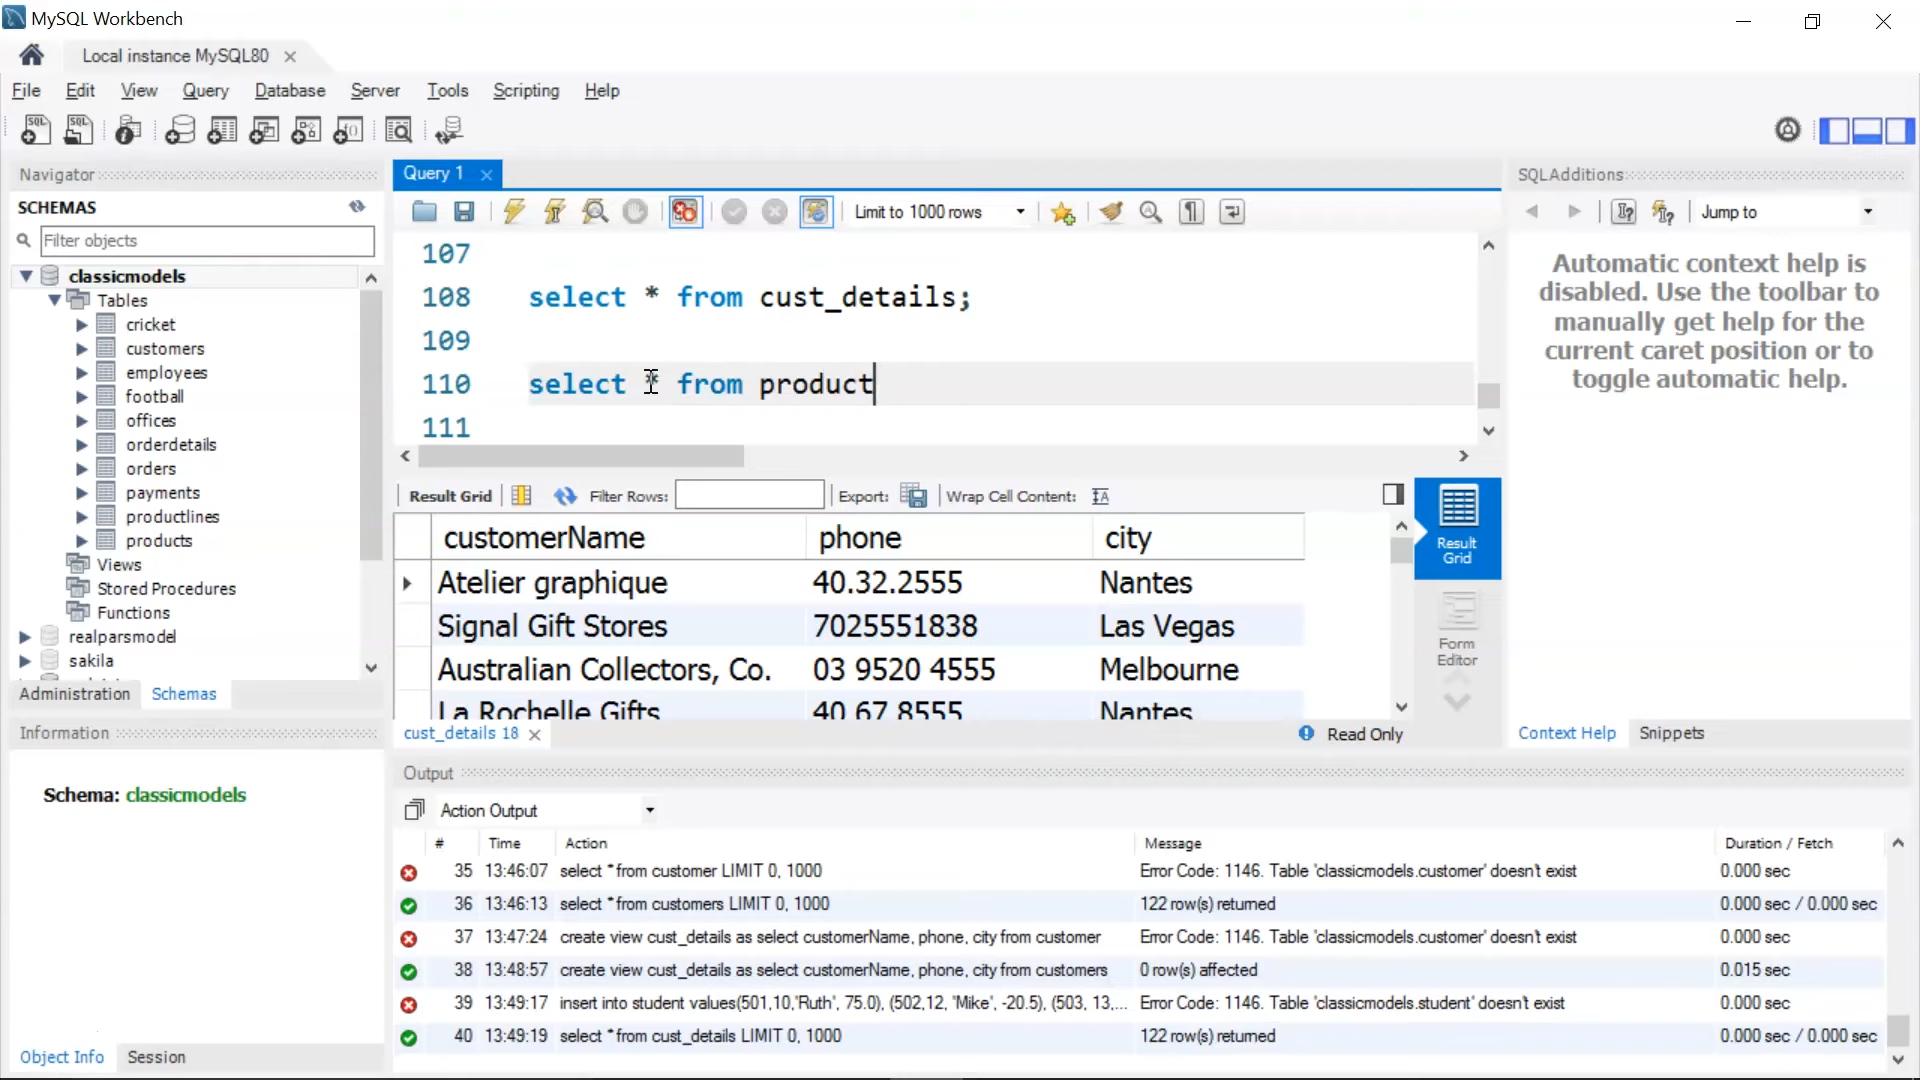 MySQL Workbench
Local instance MySQL80
File Edit View Query Database Server Tools Scripting Help
Navigator
SCHEMAS
Filter objects
classicmodels
Tables
cricket
customers
employees
football
offices
orderdetails
orders
payments
productlines
products
Views
Stored Procedures
Functions
realparsmodel
sakila
Administration Schemas
Information
Schema: classicmodels
Object Info Session
Query 1
Limit to 1000 rows
107
108 select * from cust_details;
109
110 select * from product
111
Result Grid Filter Rows: Export: Wrap Cell Content:
customerName phone city
Atelier graphique 40.32.2555 Nantes
Signal Gift Stores 7025551838 Las Vegas
Australian Collectors, Co. 03 9520 4555 Melbourne
La Rochelle Gifts 40.67.8555 Nantes
Result
Grid
Form
Editor
cust_details 18
Read Only
SQLAdditions
Jump to
Automatic context help is
disabled. Use the toolbar to
manually get help for the
current caret position or to
toggle automatic help.
Context Help Snippets
Output
Action Output
# Time Action Message Duration / Fetch
35 13:46:07 select * from customer LIMIT 0, 1000 Error Code: 1146. Table 'classicmodels.customer' doesn't exist 0.000 sec
36 13:46:13 select * from customers LIMIT 0, 1000 122 row(s) returned 0.000 sec / 0.000 sec
37 13:47:24 create view cust_details as select customerName, phone, city from customer Error Code: 1146. Table 'classicmodels.customer' doesn't exist 0.000 sec
38 13:48:57 create view cust_details as select customerName, phone, city from customers 0 row(s) affected 0.015 sec
39 13:49:17 insert into student values(501,10,'Ruth', 75.0), (502,12, 'Mike', -20.5), (503, 13,... Error Code: 1146. Table 'classicmodels.student' doesn't exist 0.000 sec
40 13:49:19 select * from cust_details LIMIT 0, 1000 122 row(s) returned 0.000 sec / 0.000 sec